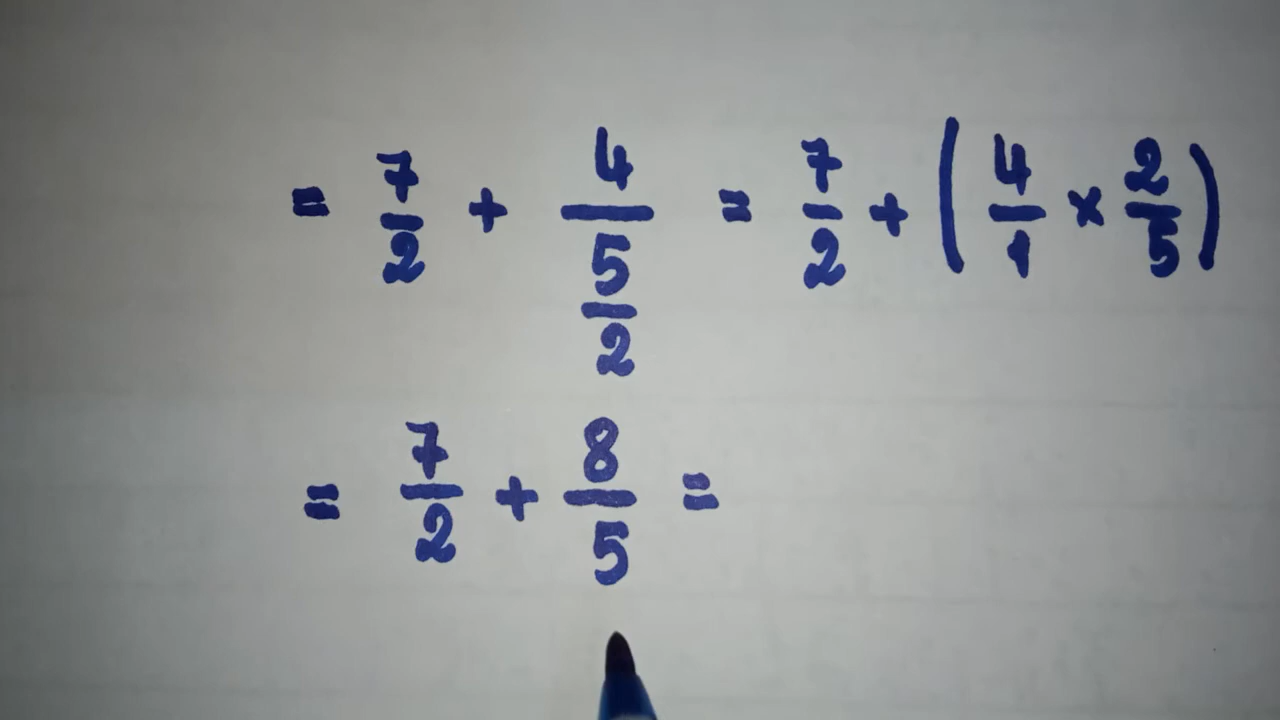 = 7/2 + 4/(5/2) = 7/2 + (4/1 × 2/5)
= 7/2 + 8/5 =